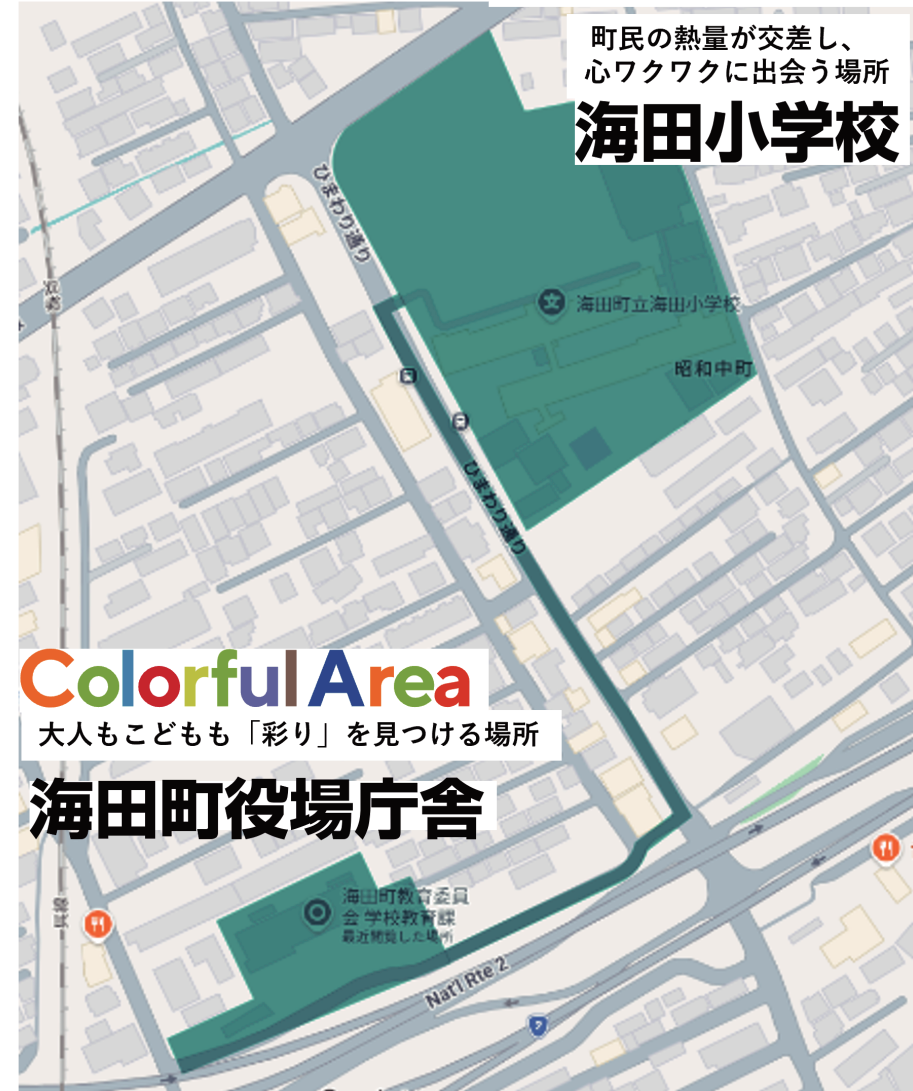 町民の熱量が交差し、
心ワクワクに出会う場所
海田小学校
ひまわり通り
海田町立海田小学校
昭和中町
ひまわり通り
Colorful Area
大人もこどもも「彩り」を見つける場所
海田町役場庁舎
海田町教育委員
会 学校教育課
最近閲覧した場所
Nat'l Rte 2
2